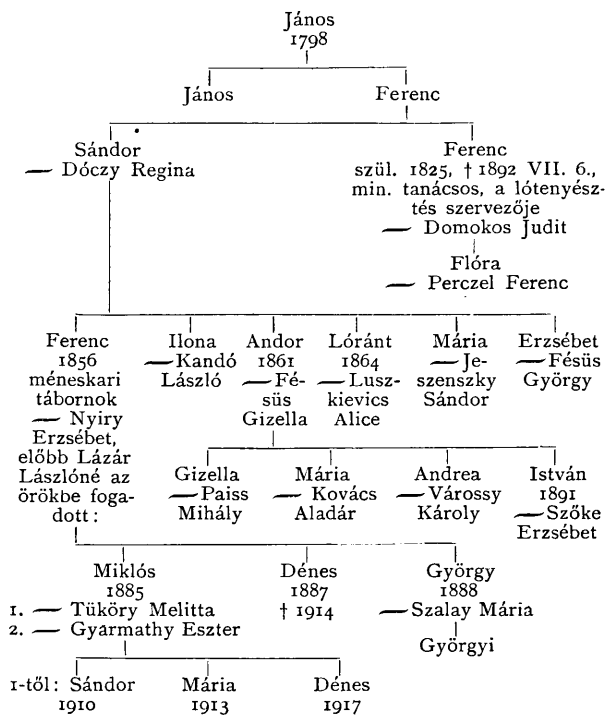 János
1798
János Ferenc
Sándor
— Dóczy Regina
Ferenc
szül. 1825, † 1892 VII. 6.,
min. tanácsos, a lótenyész-
tés szervezője
— Domokos Judit
Flóra
— Perczel Ferenc
Ferenc
1856
méneskari
tábornok
— Nyiry
Erzsébet,
előbb Lázár
Lászlóné az
örökbe foga-
dott:
Ilona
— Kandó
László
Andor
1861
— Fé-
süs
Gizella
Lóránt
1864
— Lusz-
kievics
Alice
Mária
— Je-
szenszky
Sándor
Erzsébet
— Fésüs
György
Gizella
— Paiss
Mihály
Mária
— Kovács
Aladár
Andrea
— Várossy
Károly
István
1891
— Szőke
Erzsébet
Miklós
1885
1. — Tüköry Melitta
2. — Gyarmathy Eszter
Dénes
1887
† 1914
György
1888
— Szalay Mária
Györgyi
1-től: Sándor
1910
Mária
1913
Dénes
1917